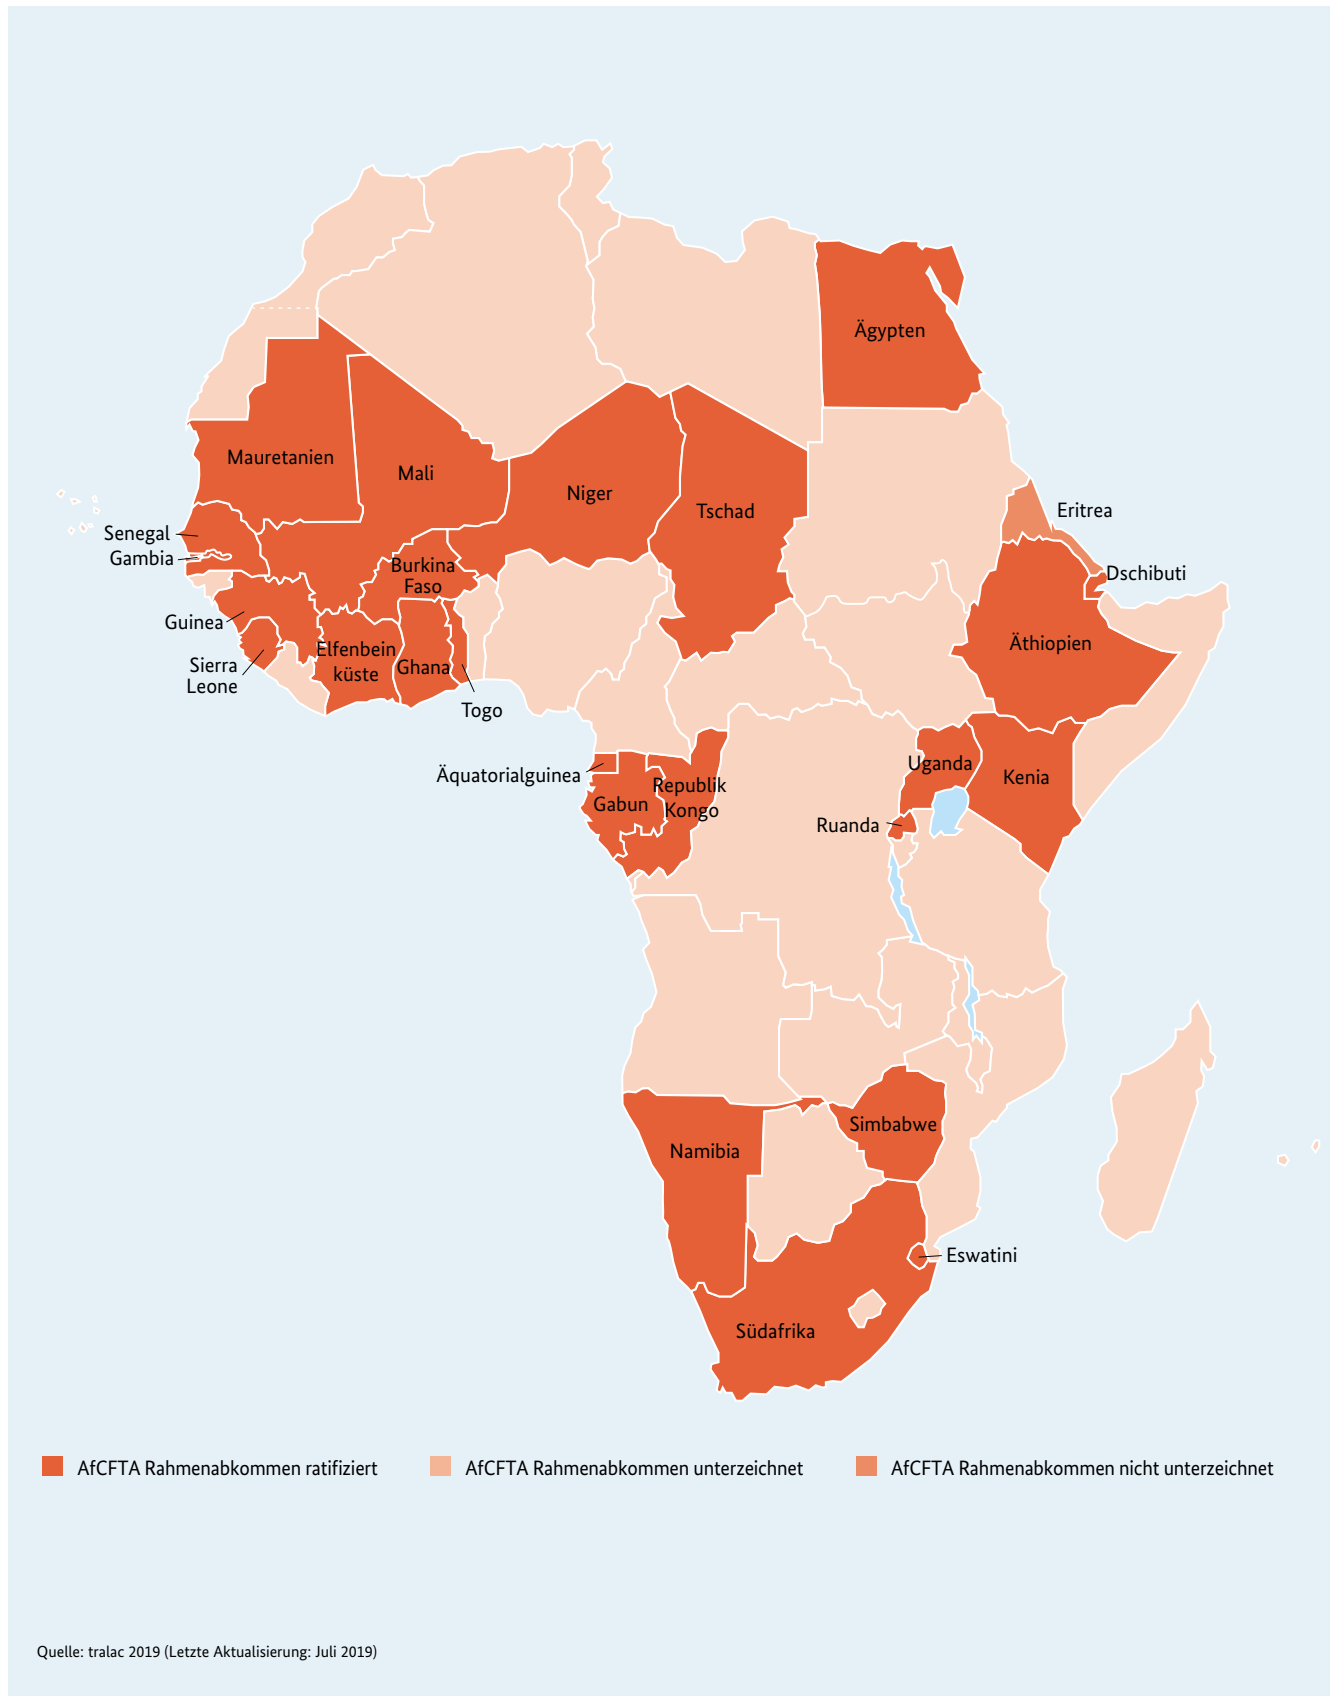 Ägypten
Mauretanien
Mali
Niger
Tschad
Eritrea
Senegal
Gambia
Burkina
Faso
Dschibuti
Guinea
Äthiopien
Elfenbein
küste
Ghana
Sierra
Leone
Togo
Uganda
Äquatorialguinea
Kenia
Republik
Kongo
Gabun
Ruanda
Simbabwe
Namibia
Eswatini
Südafrika
AfCFTA Rahmenabkommen ratifiziert
AfCFTA Rahmenabkommen unterzeichnet
AfCFTA Rahmenabkommen nicht unterzeichnet
Quelle: tralac 2019 (Letzte Aktualisierung: Juli 2019)